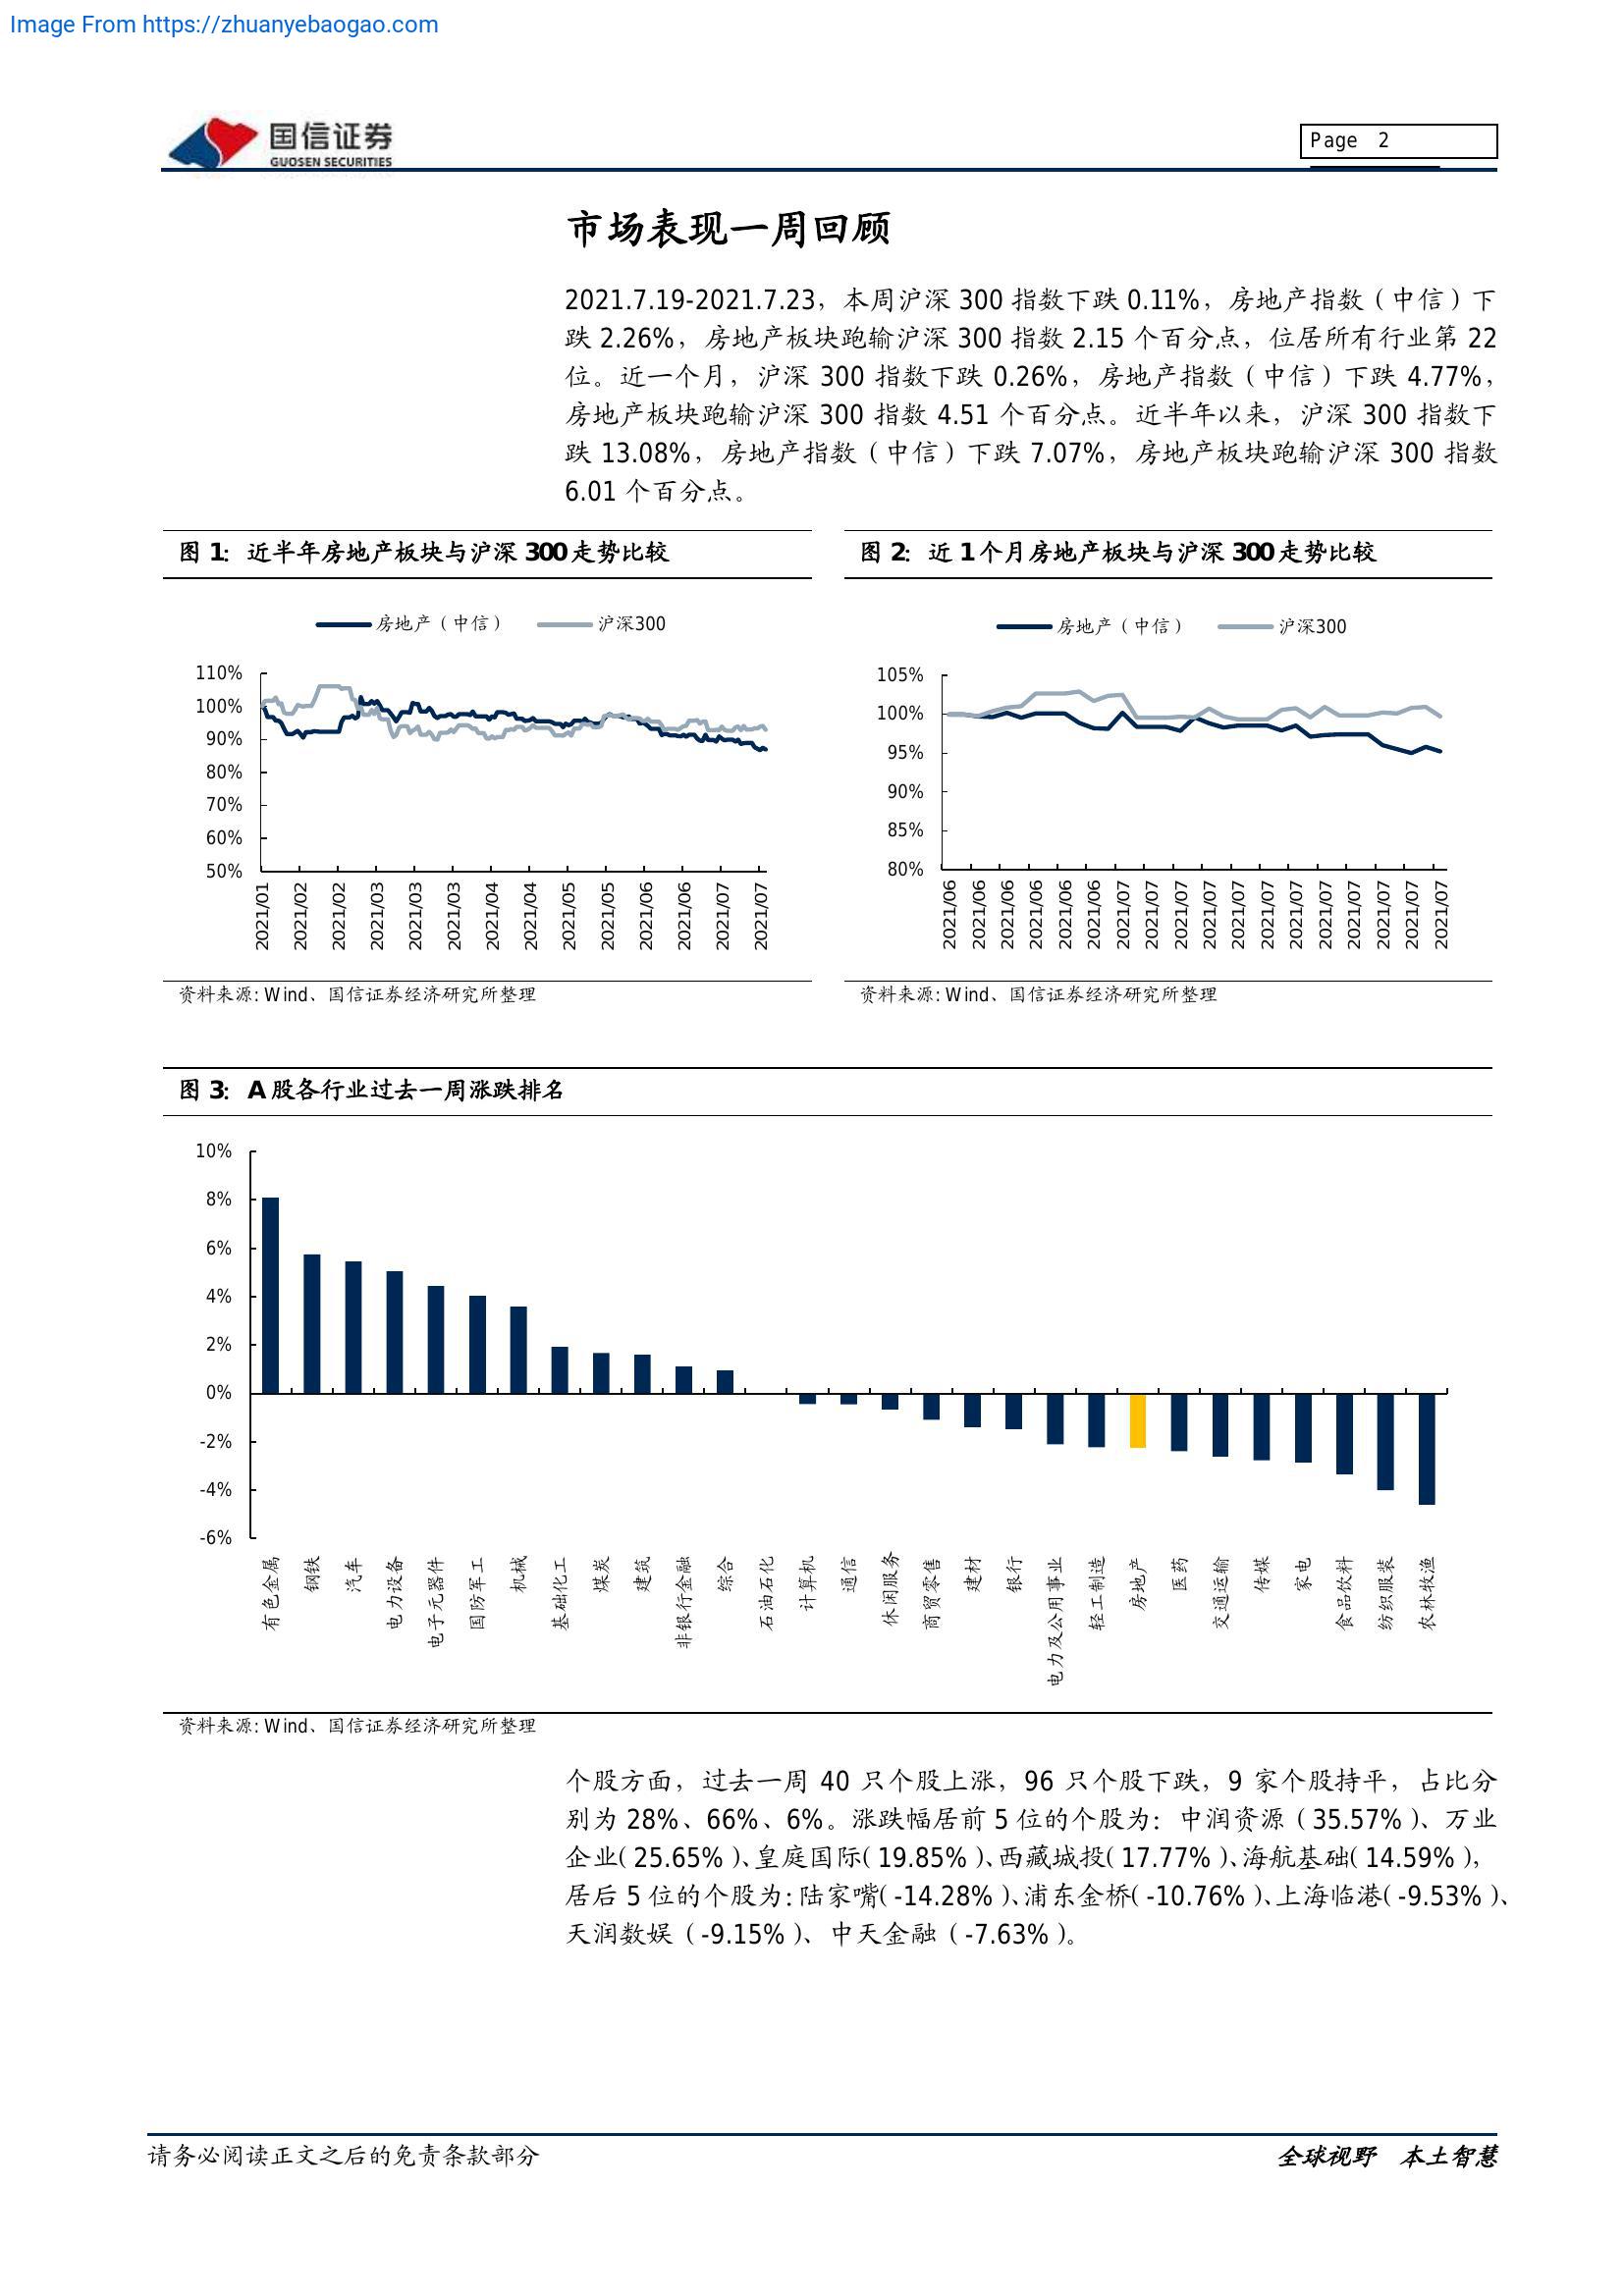 Image From https://zhuanyebaogao.com
国信证券
GUOSEN SECURITIES
Page 2
市场表现一周回顾
2021.7.19-2021.7.23，本周沪深 300 指数下跌 0.11%，房地产指数（中信）下
跌 2.26%，房地产板块跑输沪深 300 指数 2.15 个百分点，位居所有行业第 22
位。近一个月，沪深 300 指数下跌 0.26%，房地产指数（中信）下跌 4.77%，
房地产板块跑输沪深 300 指数 4.51 个百分点。近半年以来，沪深 300 指数下
跌 13.08%，房地产指数（中信）下跌 7.07%，房地产板块跑输沪深 300 指数
6.01 个百分点。
图 1：近半年房地产板块与沪深 300 走势比较
房地产（中信） 沪深300
110%
100%
90%
80%
70%
60%
50%
2021/01 2021/02 2021/02 2021/03 2021/03 2021/03 2021/04 2021/04 2021/05 2021/05 2021/06 2021/06 2021/07 2021/07
资料来源: Wind、国信证券经济研究所整理
图 2：近 1 个月房地产板块与沪深 300 走势比较
房地产（中信） 沪深300
105%
100%
95%
90%
85%
80%
2021/06 2021/06 2021/06 2021/06 2021/06 2021/06 2021/07 2021/07 2021/07 2021/07 2021/07 2021/07 2021/07 2021/07 2021/07 2021/07 2021/07 2021/07
资料来源: Wind、国信证券经济研究所整理
图 3：A 股各行业过去一周涨跌排名
10%
8%
6%
4%
2%
0%
-2%
-4%
-6%
有色金属 钢铁 汽车 电力设备 电子元器件 国防军工 机械 基础化工 煤炭 建筑 非银行金融 综合 石油石化 计算机 通信 休闲服务 商贸零售 建材 银行 电力及公用事业 轻工制造 房地产 医药 交通运输 传媒 家电 食品饮料 纺织服装 农林牧渔
资料来源: Wind、国信证券经济研究所整理
个股方面，过去一周 40 只个股上涨，96 只个股下跌，9 家个股持平，占比分
别为 28%、66%、6%。涨跌幅居前 5 位的个股为：中润资源（35.57%）、万业
企业（25.65%）、皇庭国际（19.85%）、西藏城投（17.77%）、海航基础（14.59%），
居后 5 位的个股为：陆家嘴（-14.28%）、浦东金桥（-10.76%）、上海临港（-9.53%）、
天润数娱（-9.15%）、中天金融（-7.63%）。
请务必阅读正文之后的免责条款部分
全球视野 本土智慧